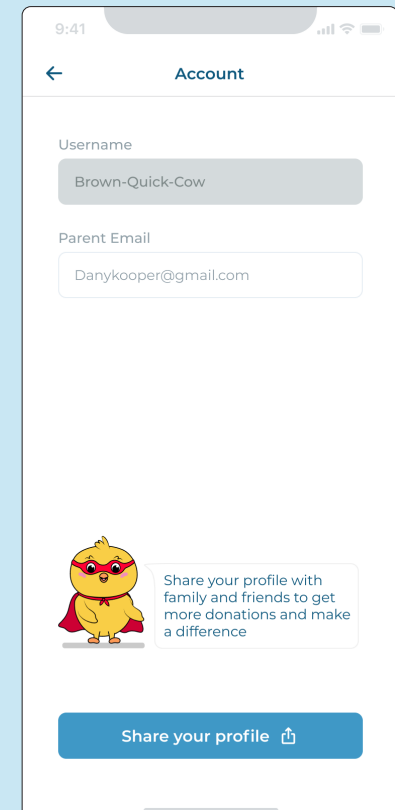 9:41
Account
Username
Brown-Quick-Cow
Parent Email
Danykooper@gmail.com
Share your profile with
family and friends to get
more donations and make
a difference
Share your profile